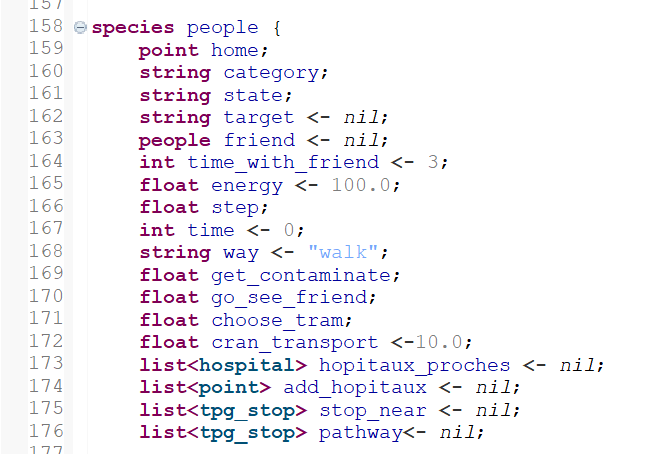 157
158 species people {
159 point home;
160 string category;
161 string state;
162 string target <- nil;
163 people friend <- nil;
164 int time_with_friend <- 3;
165 float energy <- 100.0;
166 float step;
167 int time <- 0;
168 string way <- "walk";
169 float get_contaminate;
170 float go_see_friend;
171 float choose_tram;
172 float cran_transport <-10.0;
173 list<hospital> hopitaux_proches <- nil;
174 list<point> add_hopitaux <- nil;
175 list<tpg_stop> stop_near <- nil;
176 list<tpg_stop> pathway<- nil;
177